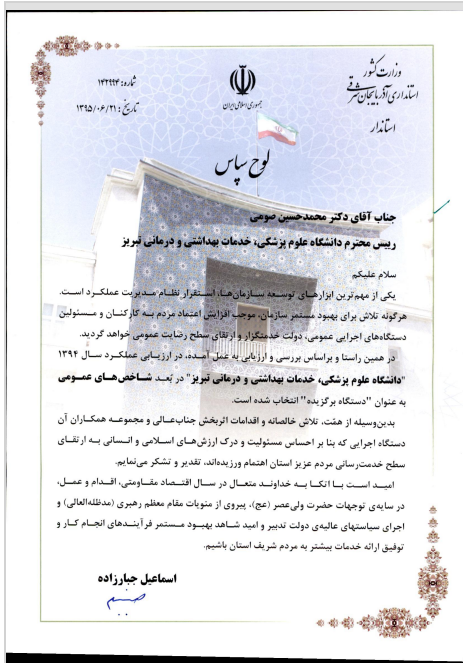 وزارت کشور
استانداری آذربایجان شرقی
استاندار
جمهوری اسلامی ایران
شماره: ۱۴۲۹۹۴
تاریخ: ۱۳۹۵/۰۶/۲۱
لوح سپاس
جناب آقای دکتر محمدحسین صومی
رییس محترم دانشگاه علوم پزشکی، خدمات بهداشتی و درمانی تبریز
سلام علیکم
یکی از مهم‌ترین ابزارهای توسعه سازمان‌ها، استقرار نظام مدیریت عملکرد است.
هرگونه تلاش برای بهبود مستمر سازمان، موجب افزایش اعتماد مردم به کارکنان و مسئولین
دستگاه‌های اجرایی عمومی، دولت خدمتگزار و ارتقای سطح رضایت عمومی خواهد گردید.
در همین راستا و براساس بررسی و ارزیابی به عمل آمده، در ارزیابی عملکرد سال ۱۳۹۴
"دانشگاه علوم پزشکی، خدمات بهداشتی و درمانی تبریز" در بُعد شاخص‌های عمومی
به عنوان "دستگاه برگزیده" انتخاب شده است.
بدین‌وسیله از همت، تلاش خالصانه و اقدامات اثربخش جناب‌عالی و مجموعه همکاران آن
دستگاه اجرایی که بنا بر احساس مسئولیت و درک ارزش‌های اسلامی و انسانی به ارتقای
سطح خدمت‌رسانی مردم عزیز استان اهتمام ورزیده‌اند، تقدیر و تشکر می‌نمایم.
امید است با اتکا به خداوند متعال در سال اقتصاد مقاومتی، اقدام و عمل،
در سایه‌ی توجهات حضرت ولی‌عصر (عج)، پیروی از منویات مقام معظم رهبری (مدظله‌العالی) و
اجرای سیاستهای عالیه‌ی دولت تدبیر و امید شاهد بهبود مستمر فرآیندهای انجام کار و
توفیق ارائه خدمات بیشتر به مردم شریف استان باشیم.
اسماعیل جبارزاده